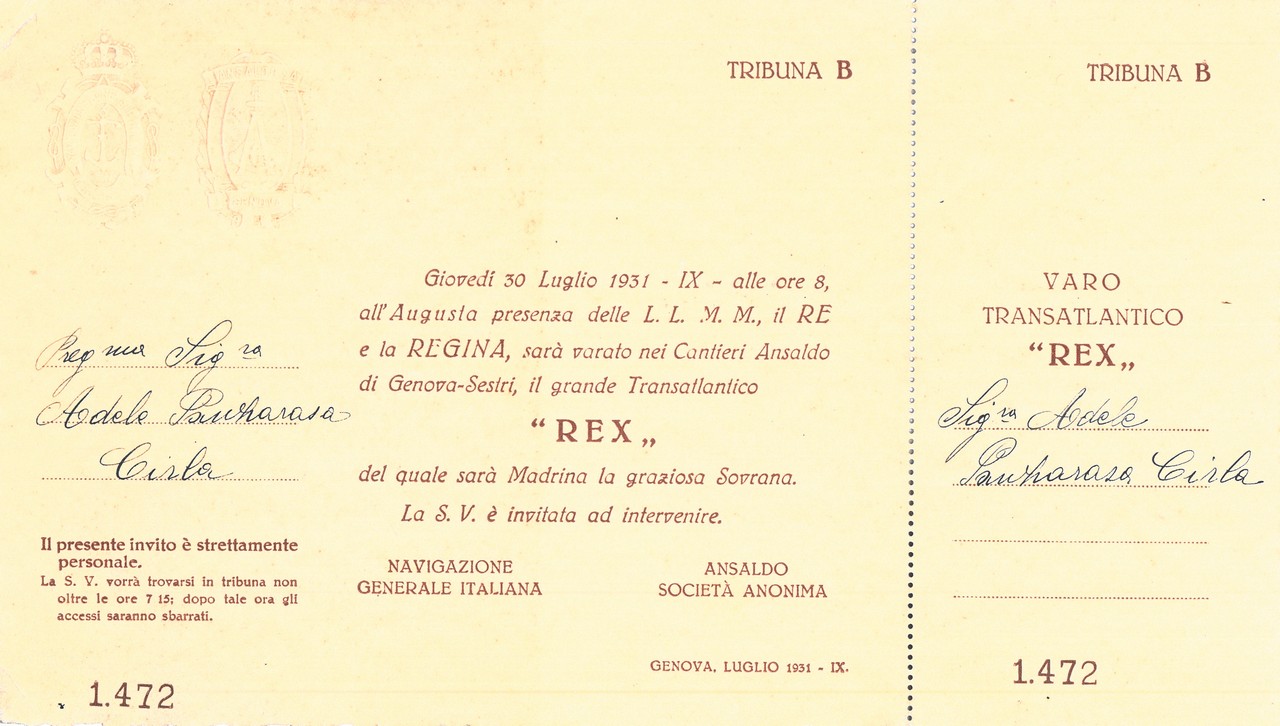 TRIBUNA B
Giovedì 30 Luglio 1931 - IX - alle ore 8,
all'Augusta presenza delle L. L. M. M., il RE
e la REGINA, sarà varato nei Cantieri Ansaldo
di Genova-Sestri, il grande Transatlantico
“REX„
del quale sarà Madrina la graziosa Sovrana.
La S. V. è invitata ad intervenire.
NAVIGAZIONE
GENERALE ITALIANA
ANSALDO
SOCIETÀ ANONIMA
GENOVA, LUGLIO 1931 - IX.
Preg ma Sig ra
Adele
Cirla
Il presente invito è strettamente
personale.
La S. V. vorrà trovarsi in tribuna non
oltre le ore 7 15; dopo tale ora gli
accessi saranno sbarrati.
1.472
TRIBUNA B
VARO
TRANSATLANTICO
“REX„
Sig ra Adele
Cirla
1.472